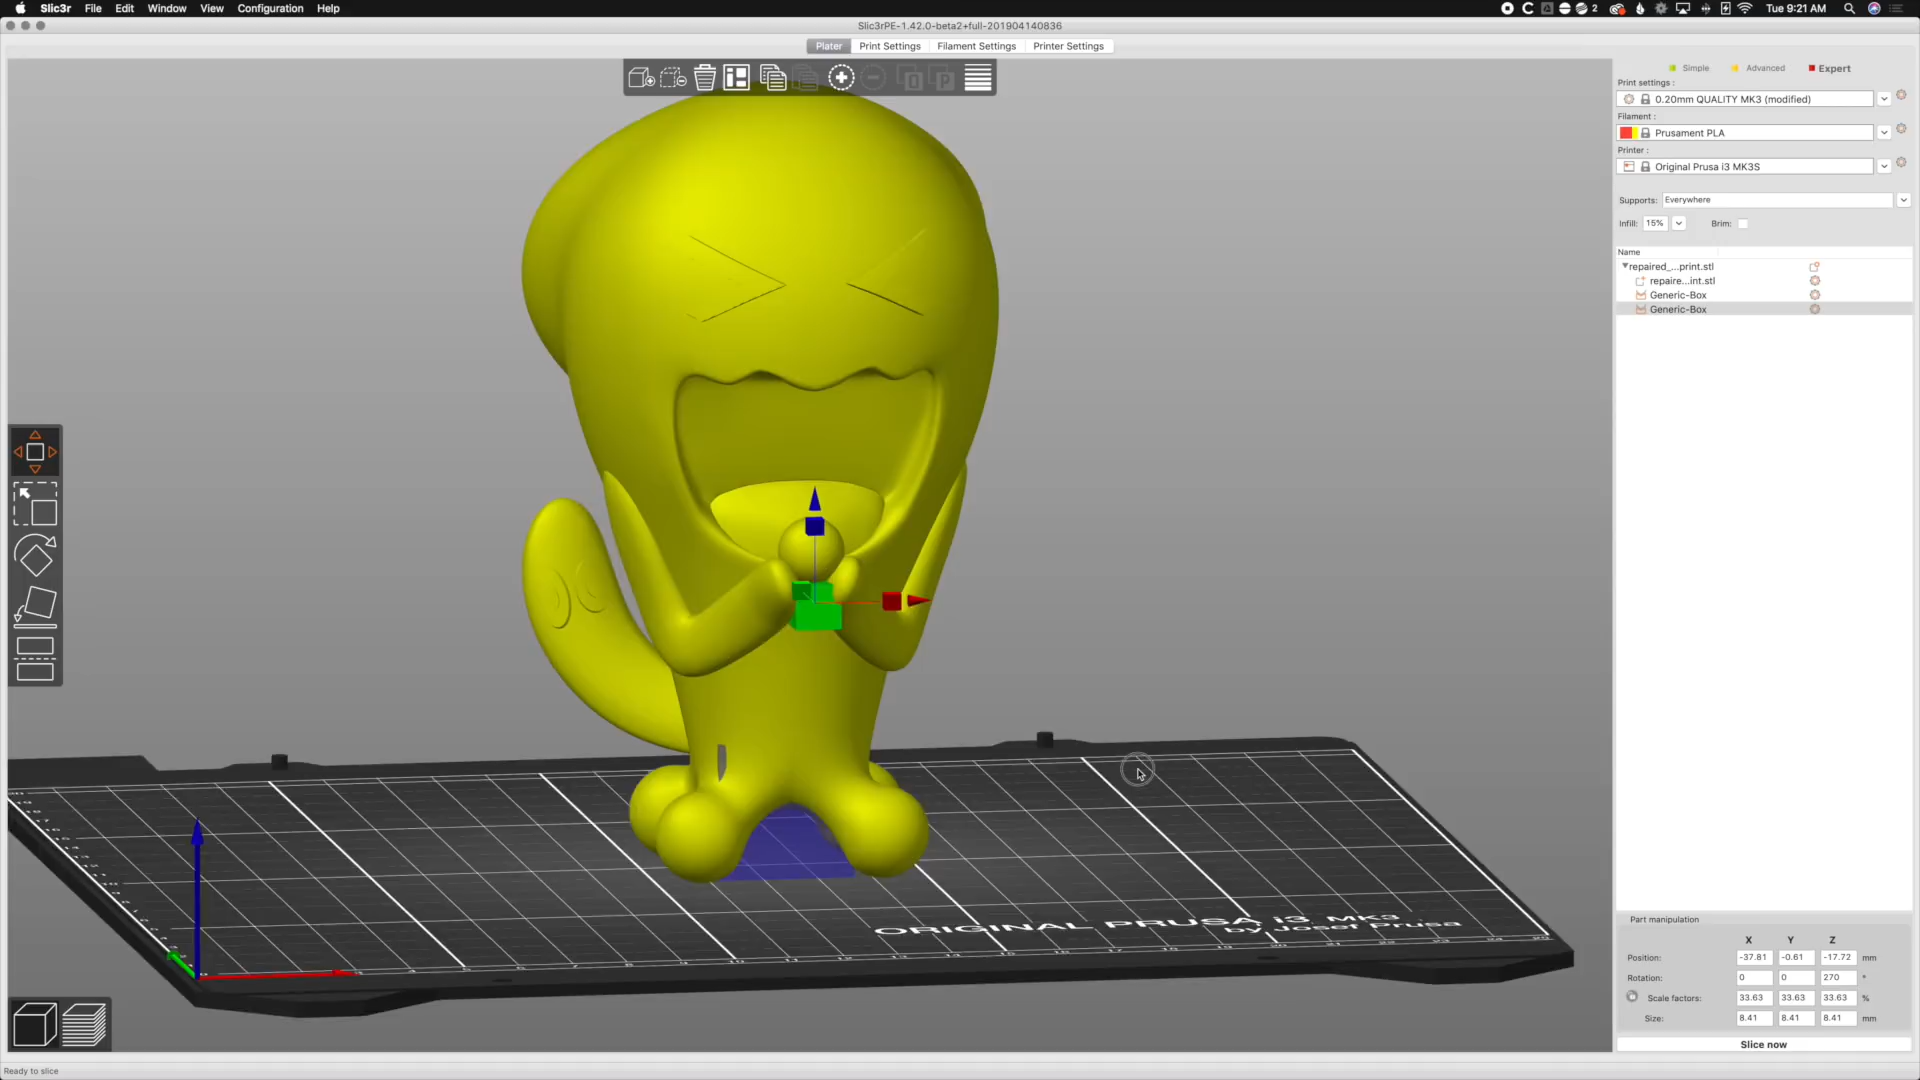 Slic3r File Edit Window View Configuration Help
2 Tue 9:21 AM
Slic3rPE-1.42.0-beta2+full-201904140836
Plater Print Settings Filament Settings Printer Settings
Simple Advanced Expert
Print settings :
0.20mm QUALITY MK3 (modified)
Filament :
Prusament PLA
Printer :
Original Prusa i3 MK3S
Supports: Everywhere
Infill: 15% Brim:
Name
repaired_...print.stl
repaire...int.stl
Generic-Box
Generic-Box
ORIGINAL PRUSA i3 MK3
by Josef Prusa
Part manipulation
X Y Z
Position: -37.81 -0.61 -17.72 mm
Rotation: 0 0 270 °
Scale factors: 33.63 33.63 33.63 %
Size: 8.41 8.41 8.41 mm
Slice now
Ready to slice